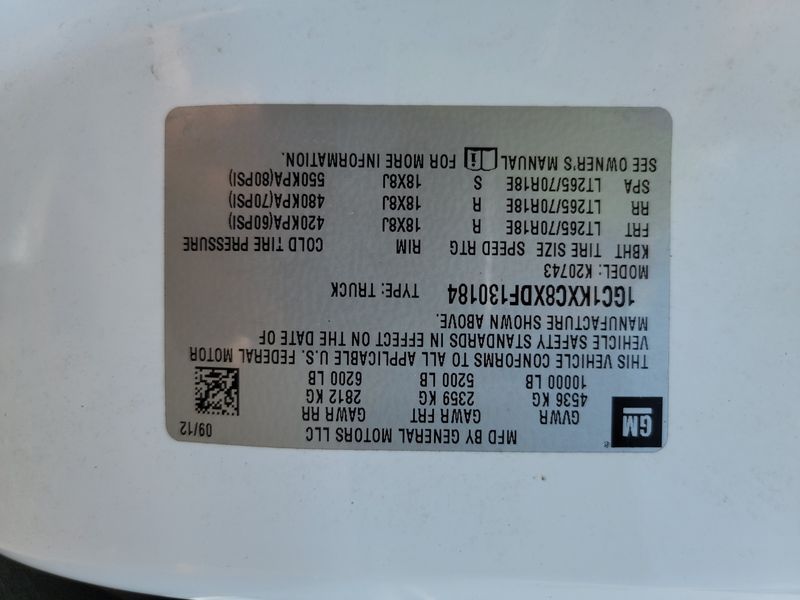 MFD BY GENERAL MOTORS LLC 09/12
GM ®
GVWR GAWR FRT GAWR RR
4536 KG 2359 KG 2812 KG
10000 LB 5200 LB 6200 LB
THIS VEHICLE CONFORMS TO ALL APPLICABLE U.S. FEDERAL MOTOR
VEHICLE SAFETY STANDARDS IN EFFECT ON THE DATE OF
MANUFACTURE SHOWN ABOVE.
1GC1KXC8XDF130184 TYPE: TRUCK
MODEL: K20743
KBHT TIRE SIZE SPEED RTG RIM COLD TIRE PRESSURE
FRT LT265/70R18E R 18X8J 420KPA(60PSI)
RR LT265/70R18E R 18X8J 480KPA(70PSI)
SPA LT265/70R18E S 18X8J 550KPA(80PSI)
SEE OWNER'S MANUAL FOR MORE INFORMATION.